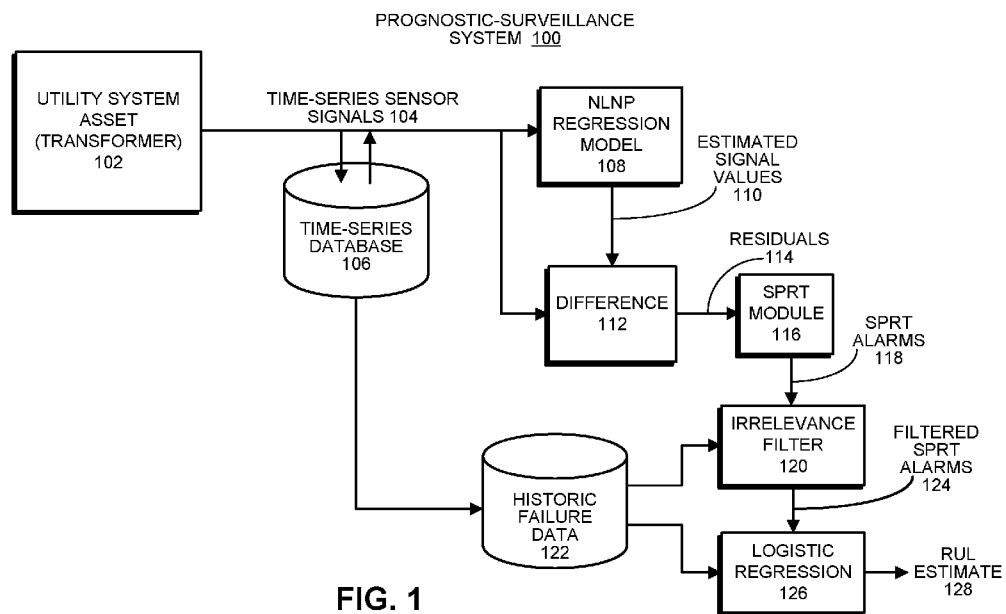 PROGNOSTIC-SURVEILLANCE
SYSTEM 100
UTILITY SYSTEM
ASSET
(TRANSFORMER)
102
TIME-SERIES SENSOR
SIGNALS 104
NLNP
REGRESSION
MODEL
108
ESTIMATED
SIGNAL
VALUES
110
TIME-SERIES
DATABASE
106
DIFFERENCE
112
RESIDUALS
114
SPRT
MODULE
116
SPRT
ALARMS
118
IRRELEVANCE
FILTER
120
FILTERED
SPRT
ALARMS
124
HISTORIC
FAILURE
DATA
122
LOGISTIC
REGRESSION
126
RUL
ESTIMATE
128
FIG. 1